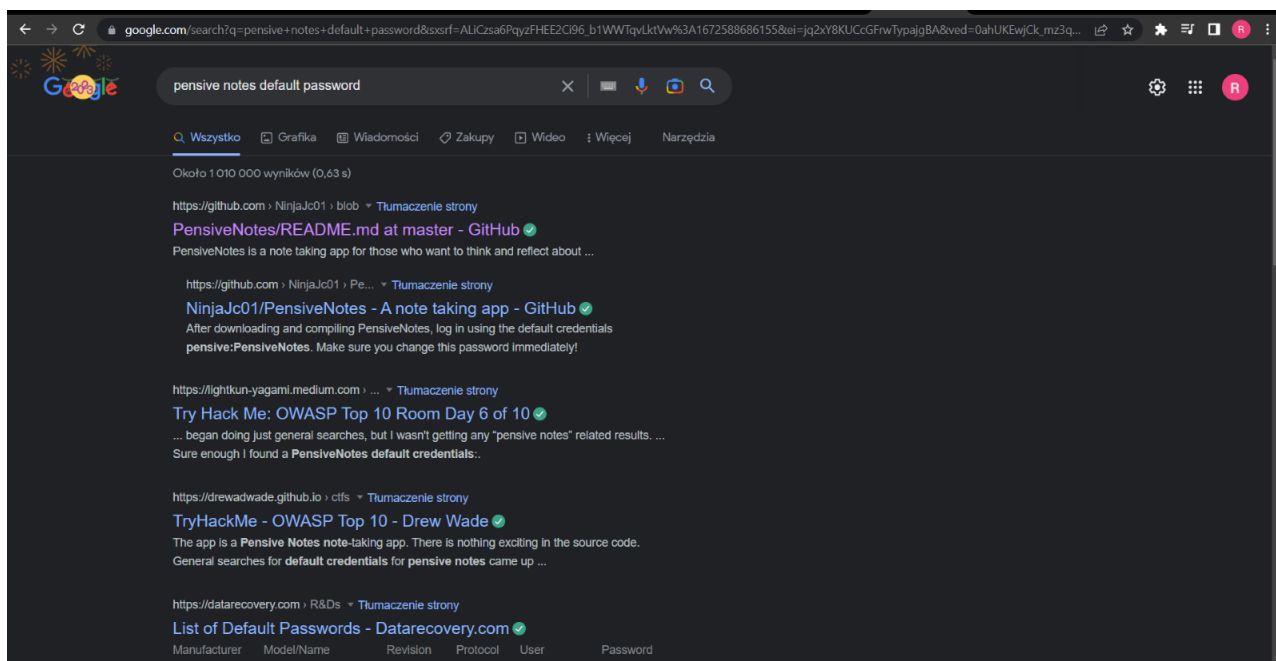 google.com/search?q=pensive+notes+default+password&sxsrf=ALiCzsa6PqyzFHEE2Ci96_b1WWTqvLktVw%3A1672588686155&ei=jq2xY8KUCcGFrwTypajgBA&ved=0ahUKEwjCk_mz3q...
R
Google
pensive notes default password
R
Wszystko Grafika Wiadomości Zakupy Wideo Więcej Narzędzia
Około 1 010 000 wyników (0,63 s)
https://github.com › NinjaJc01 › blob Tłumaczenie strony
PensiveNotes/README.md at master - GitHub
PensiveNotes is a note taking app for those who want to think and reflect about ...
https://github.com › NinjaJc01 › Pe... Tłumaczenie strony
NinjaJc01/PensiveNotes - A note taking app - GitHub
After downloading and compiling PensiveNotes, log in using the default credentials
pensive:PensiveNotes. Make sure you change this password immediately!
https://lightkun-yagami.medium.com › ... Tłumaczenie strony
Try Hack Me: OWASP Top 10 Room Day 6 of 10
... began doing just general searches, but I wasn't getting any "pensive notes" related results. ...
Sure enough I found a PensiveNotes default credentials:.
https://drewadwade.github.io › ctfs Tłumaczenie strony
TryHackMe - OWASP Top 10 - Drew Wade
The app is a Pensive Notes note-taking app. There is nothing exciting in the source code.
General searches for default credentials for pensive notes came up ...
https://datarecovery.com › R&Ds Tłumaczenie strony
List of Default Passwords - Datarecovery.com
Manufacturer Model/Name Revision Protocol User Password